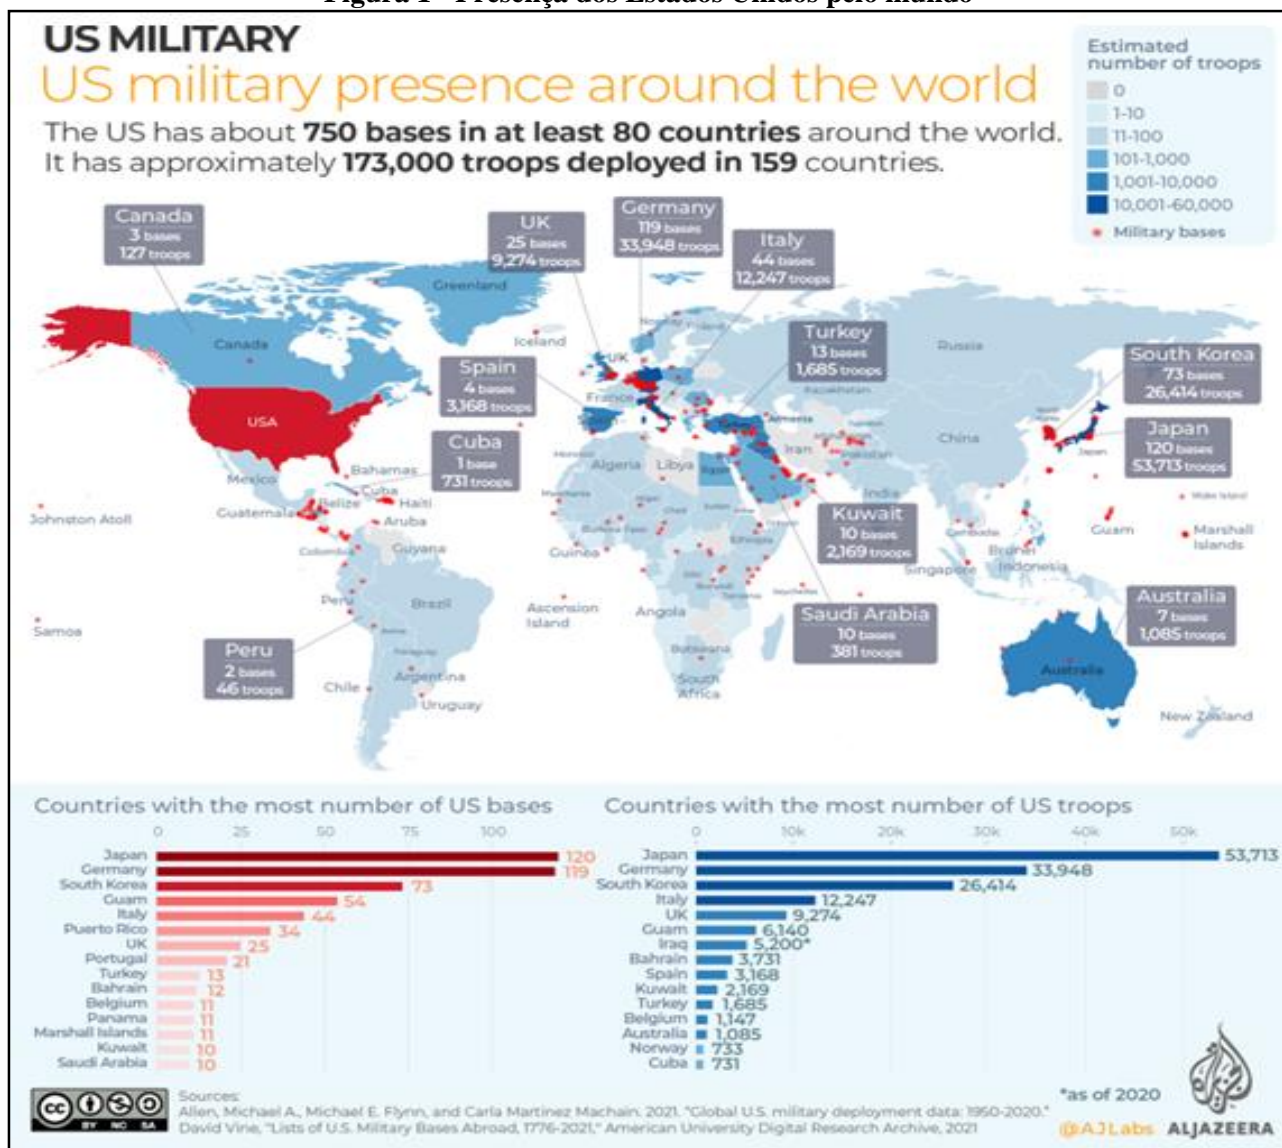 Figura 1 - Presença dos Estados Unidos pelo mundo
US MILITARY
US military presence around the world
The US has about 750 bases in at least 80 countries around the world.
It has approximately 173,000 troops deployed in 159 countries.
Estimated
number of troops
0
1-10
11-100
101-1,000
1,001-10,000
10,001-60,000
Military bases
Canada
3 bases
127 troops
UK
25 bases
9,274 troops
Germany
119 bases
33,948 troops
Italy
44 bases
12,247 troops
Turkey
13 bases
1,685 troops
Spain
4 bases
3,168 troops
South Korea
73 bases
26,414 troops
Japan
120 bases
53,713 troops
Cuba
1 base
731 troops
Kuwait
10 bases
2,169 troops
Saudi Arabia
10 bases
381 troops
Australia
7 bases
1,085 troops
Peru
2 bases
46 troops
Greenland
Iceland
Canada
USA
UK
France
Russia
Kazakhstan
Armenia
China
Iran
Pakistan
India
Japan
Mexico
Bahamas
Cuba
Haiti
Belize
Guatemala
Aruba
Guyana
Colombia
Peru
Brazil
Argentina
Chile
Uruguay
Johnston Atoll
Samoa
Algeria
Libya
Egypt
Burkina Faso
Guinea
Ethiopia
Ascension
Island
Angola
Botswana
South
Africa
Cambodia
Brunei
Singapore
Indonesia
Guam
Wake Island
Marshall
Islands
Australia
New Zealand
Countries with the most number of US bases
0 25 50 75 100
Japan 120
Germany 119
South Korea 73
Guam 54
Italy 44
Puerto Rico 34
UK 25
Portugal 21
Turkey 13
Bahrain 12
Belgium 11
Panama 11
Marshall Islands 11
Kuwait 10
Saudi Arabia 10
Countries with the most number of US troops
0 10k 20k 30k 40k 50k
Japan 53,713
Germany 33,948
South Korea 26,414
Italy 12,247
UK 9,274
Guam 6,140
Iraq 5,200*
Bahrain 3,731
Spain 3,168
Kuwait 2,169
Turkey 1,685
Belgium 1,147
Australia 1,085
Norway 733
Cuba 731
*as of 2020
cc BY NC SA
Sources:
Allen, Michael A., Michael E. Flynn, and Carla Martinez Machain. 2021. "Global U.S. military deployment data: 1950-2020."
David Vine, "Lists of U.S. Military Bases Abroad, 1776-2021," American University Digital Research Archive, 2021
@AJLabs ALJAZEERA